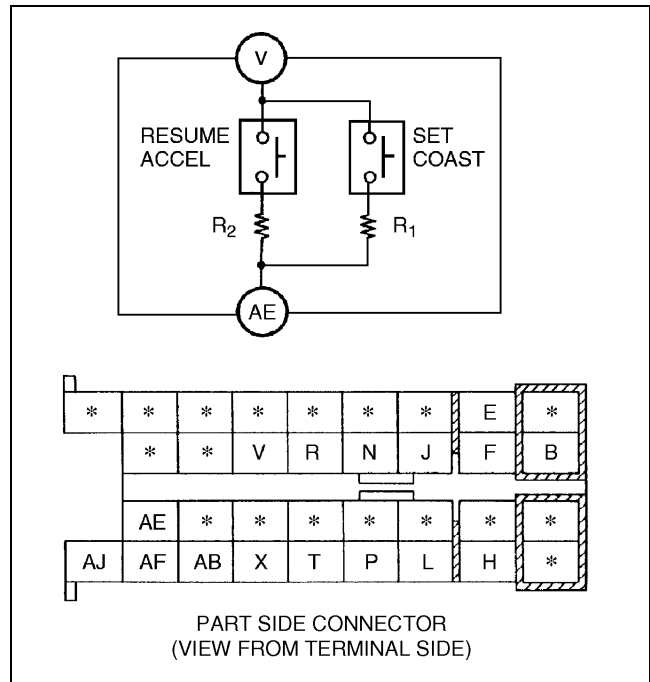 V
RESUME
ACCEL
SET
COAST
R₂
R₁
AE
* * * * * * * E *
* * V R N J F B
AE * * * * * * *
AJ AF AB X T P L H *
PART SIDE CONNECTOR
(VIEW FROM TERMINAL SIDE)